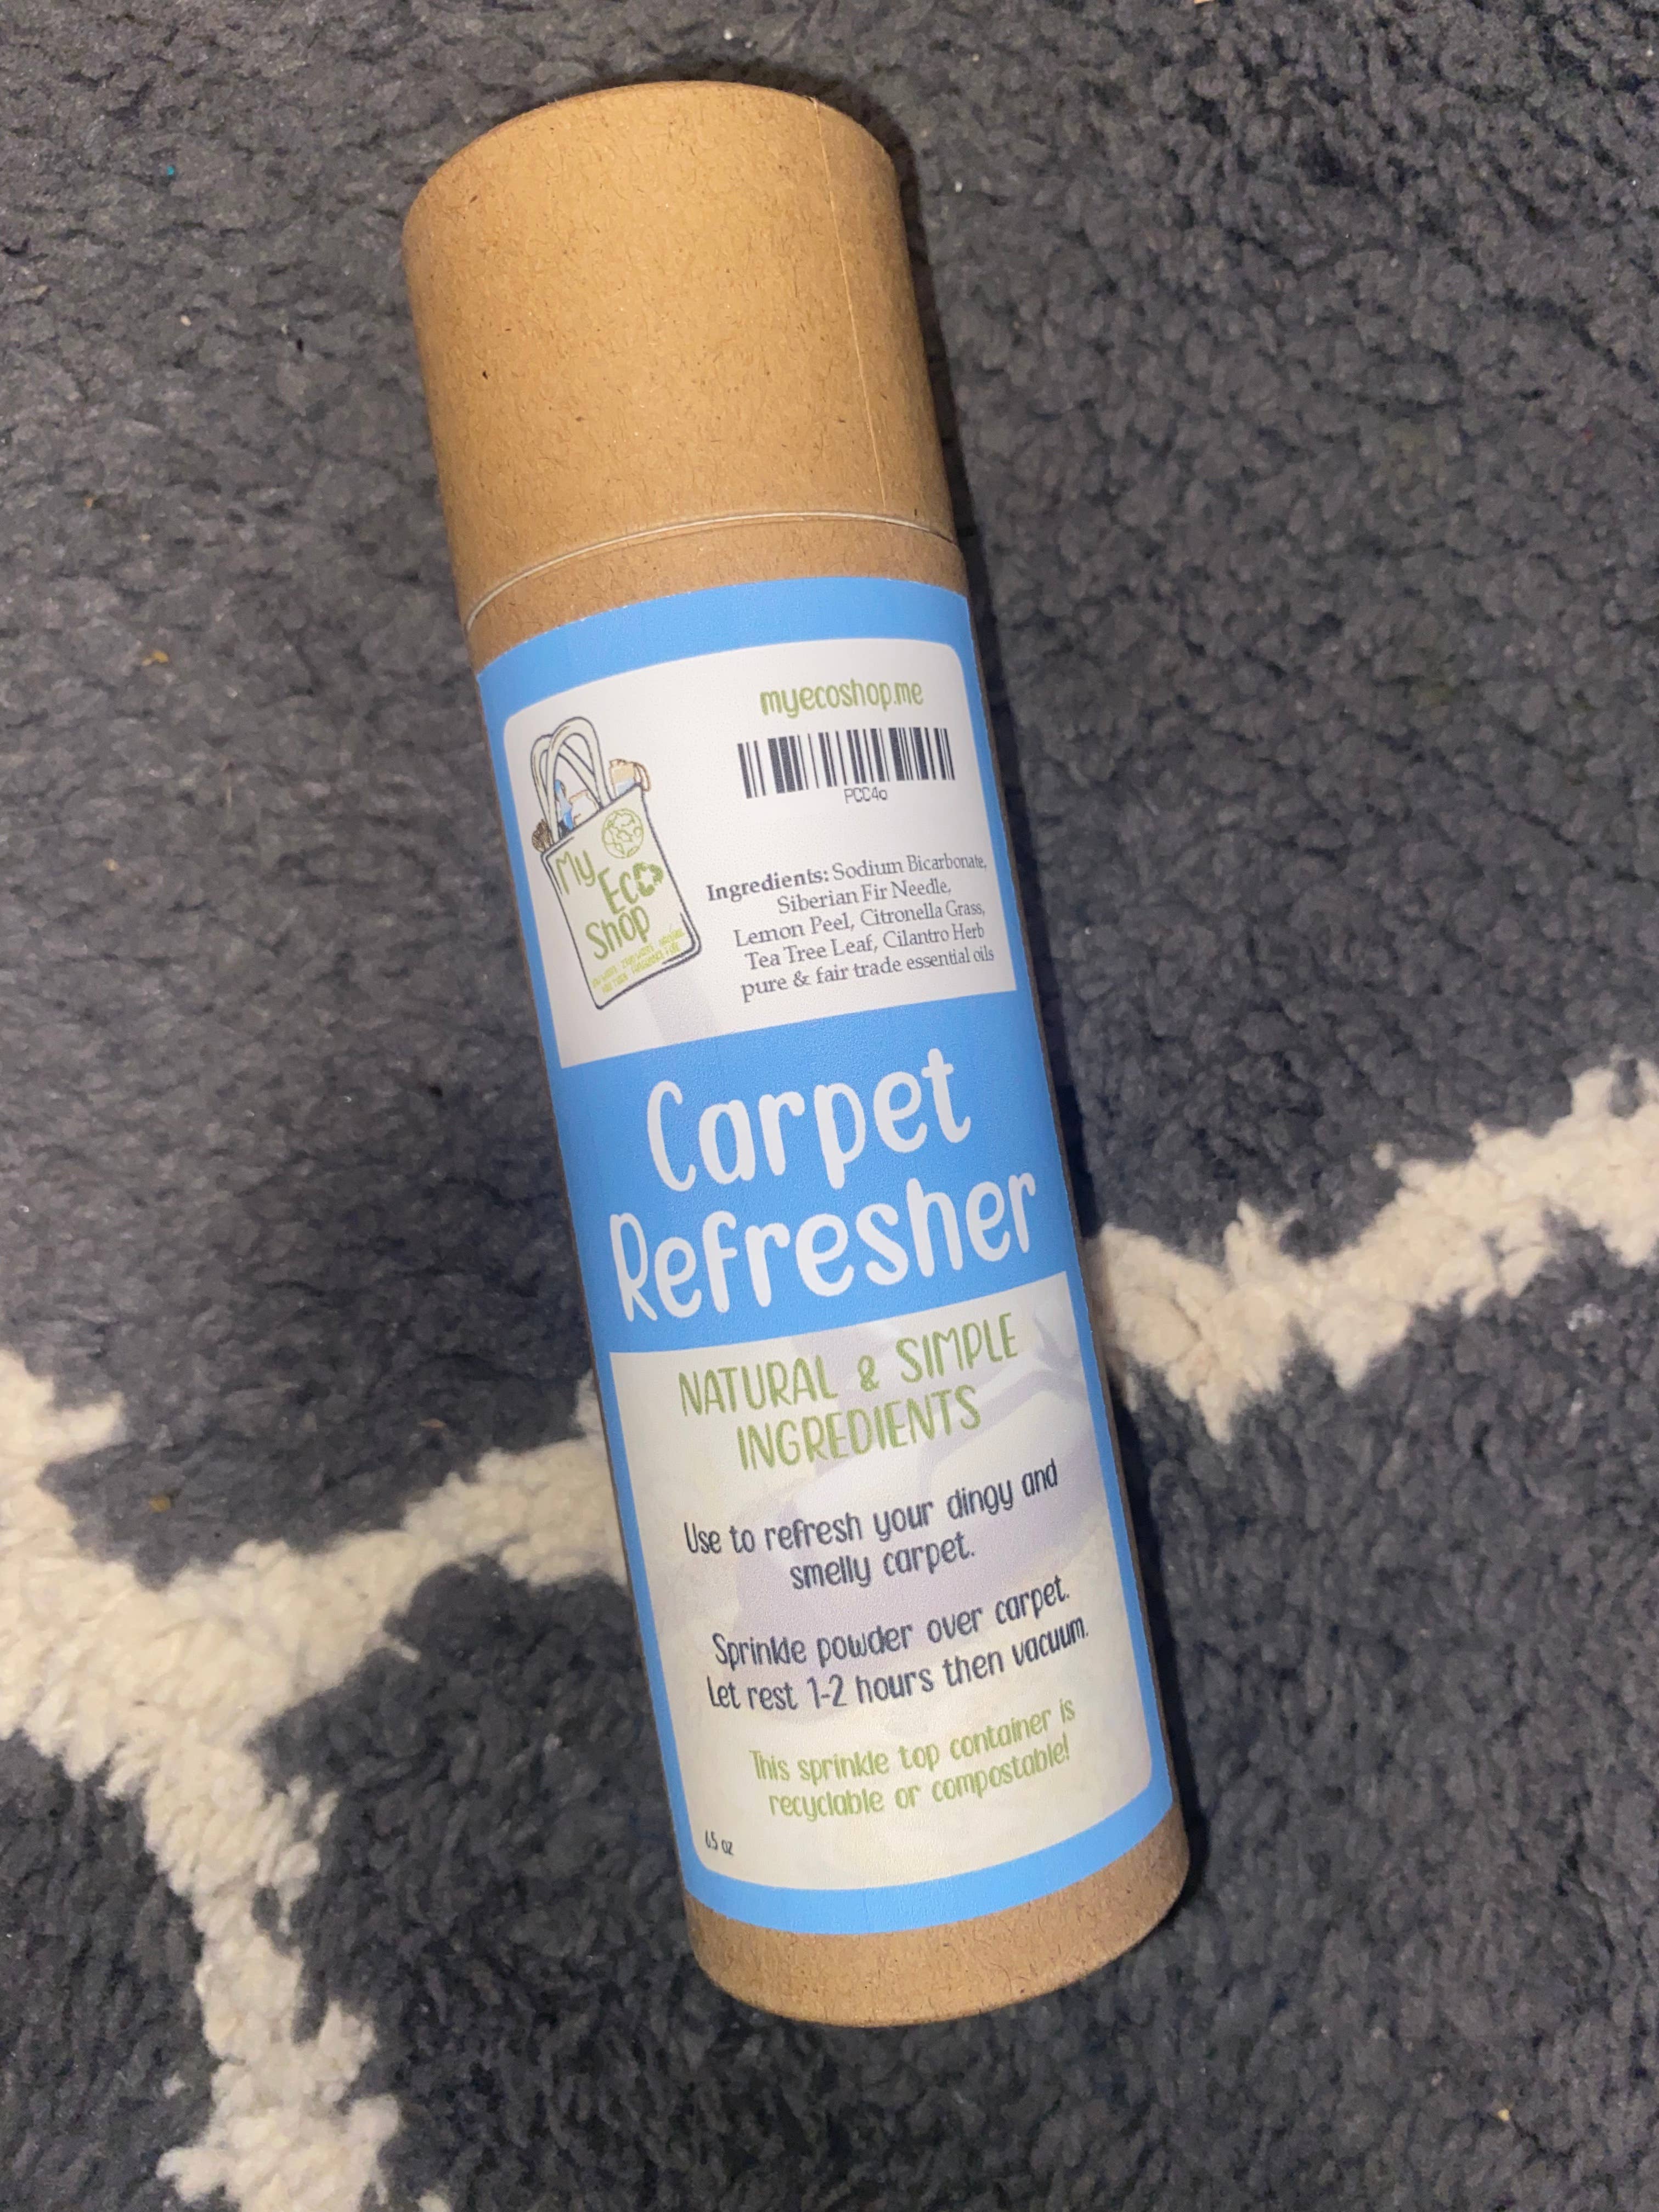 myecoshop.me
PCC4o
My
Eco
Shop
Ingredients: Sodium Bicarbonate,
Siberian Fir Needle,
Lemon Peel, Citronella Grass,
Tea Tree Leaf, Cilantro Herb
pure & fair trade essential oils
Carpet
Refresher
NATURAL & SIMPLE
INGREDIENTS
Use to refresh your dingy and
smelly carpet.
Sprinkle powder over carpet.
Let rest 1-2 hours then vacuum.
This sprinkle top container is
recyclable or compostable!
oz